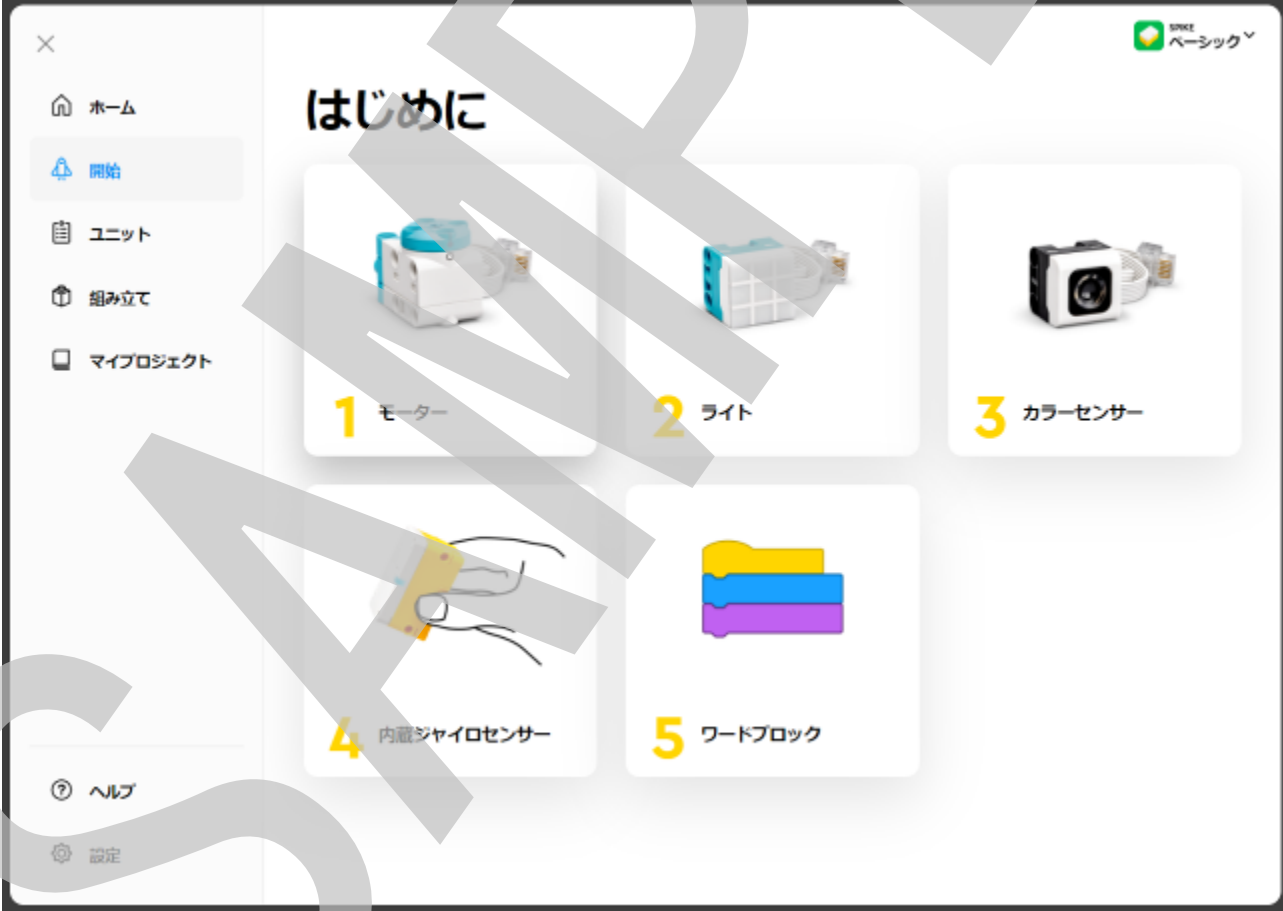 SPIKE
ベーシック
ホーム
開始
ユニット
組み立て
マイプロジェクト
ヘルプ
設定
はじめに
1 モーター
2 ライト
3 カラーセンサー
4 内蔵ジャイロセンサー
5 ワードブロック
SAMP